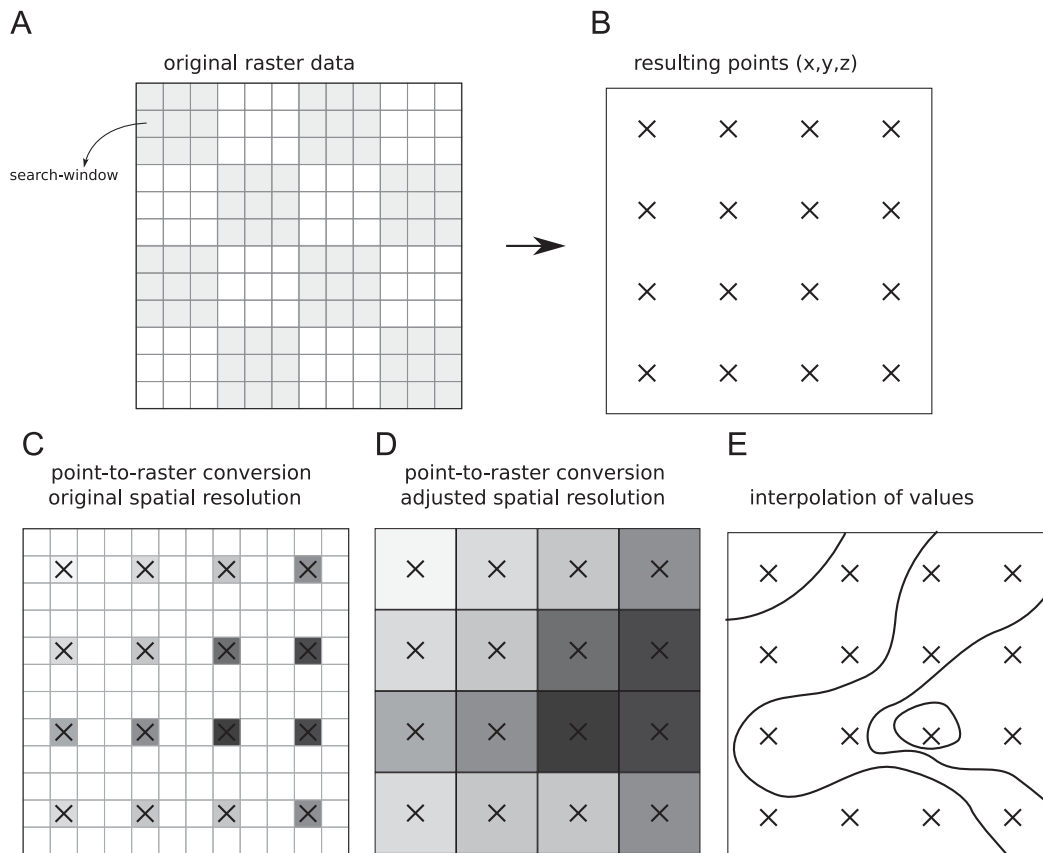 A
original raster data
search-window
B
resulting points (x,y,z)
C
point-to-raster conversion
original spatial resolution
D
point-to-raster conversion
adjusted spatial resolution
E
interpolation of values